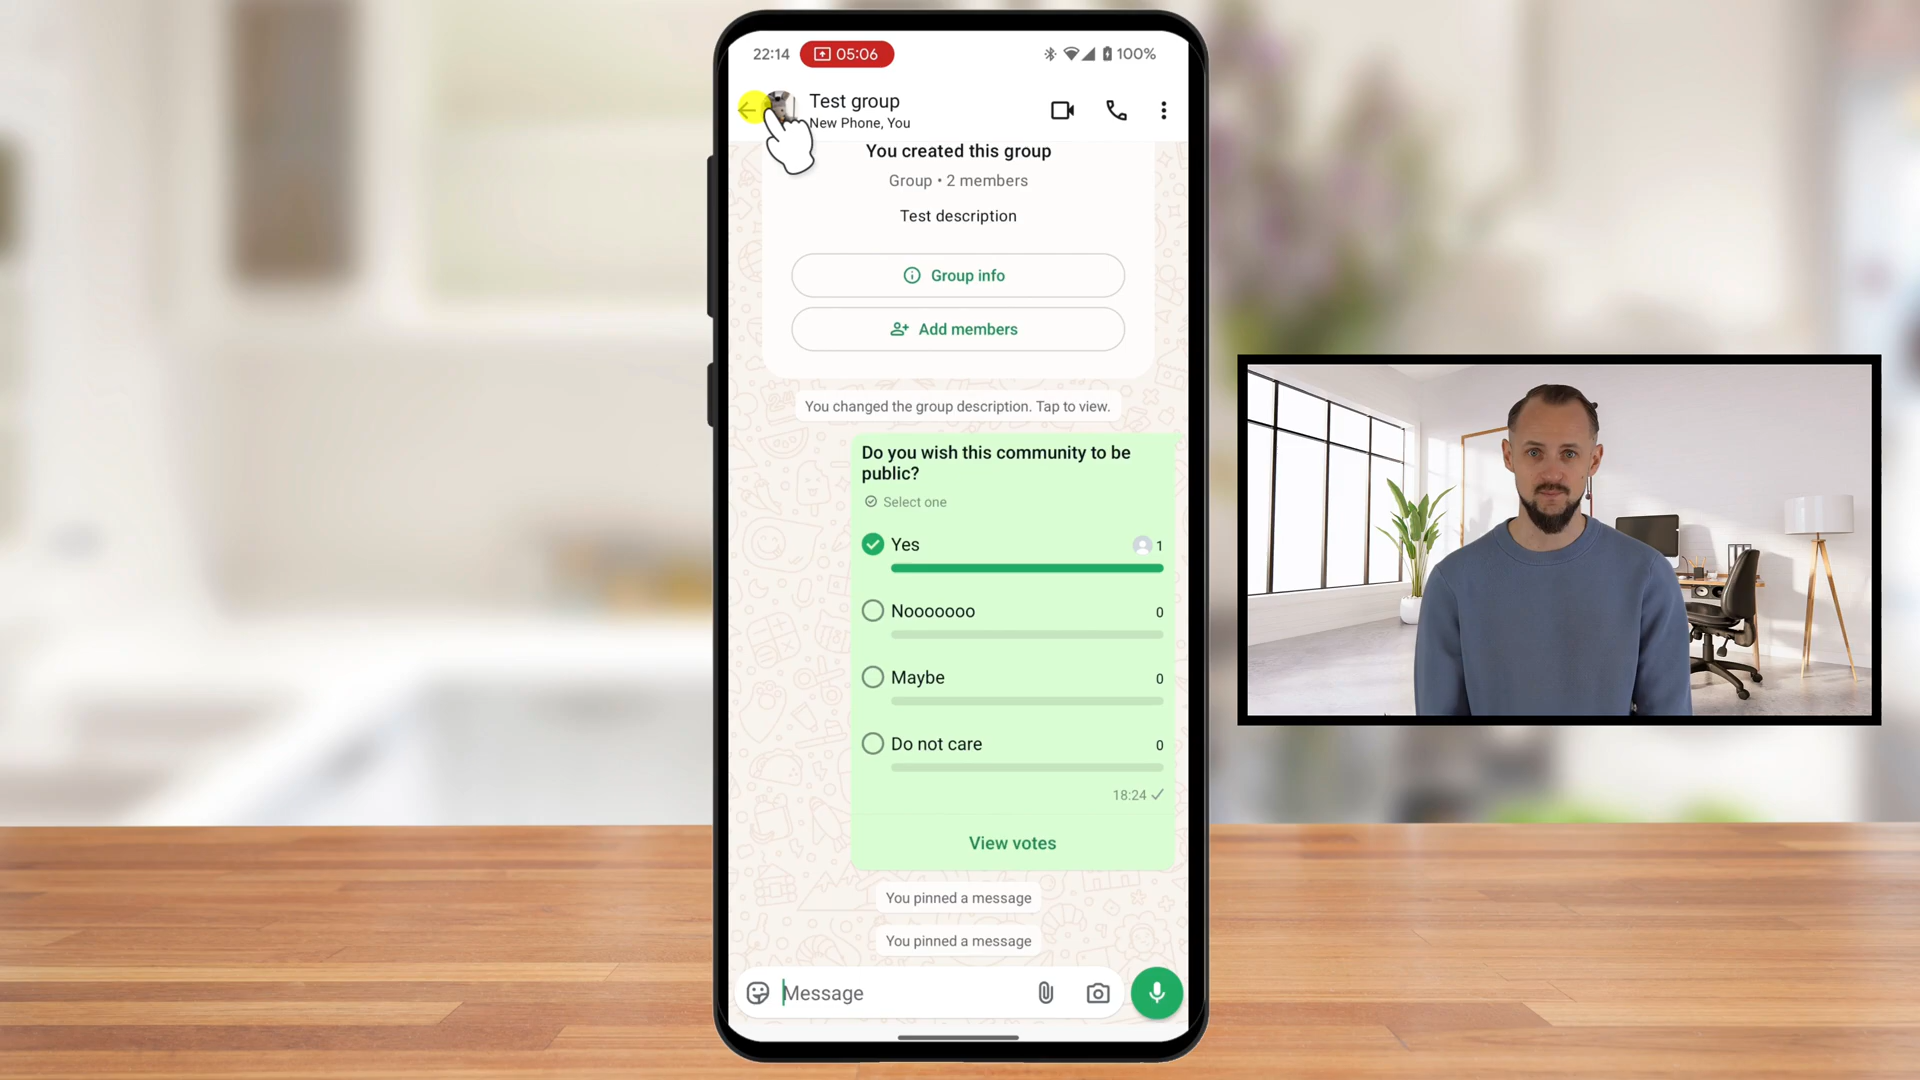 22:14 05:06 100%
Test group
New Phone, You
You created this group
Group • 2 members
Test description
Group info
Add members
You changed the group description. Tap to view.
Do you wish this community to be
public?
Select one
Yes 1
Nooooooo 0
Maybe 0
Do not care 0
18:24
View votes
You pinned a message
You pinned a message
Message